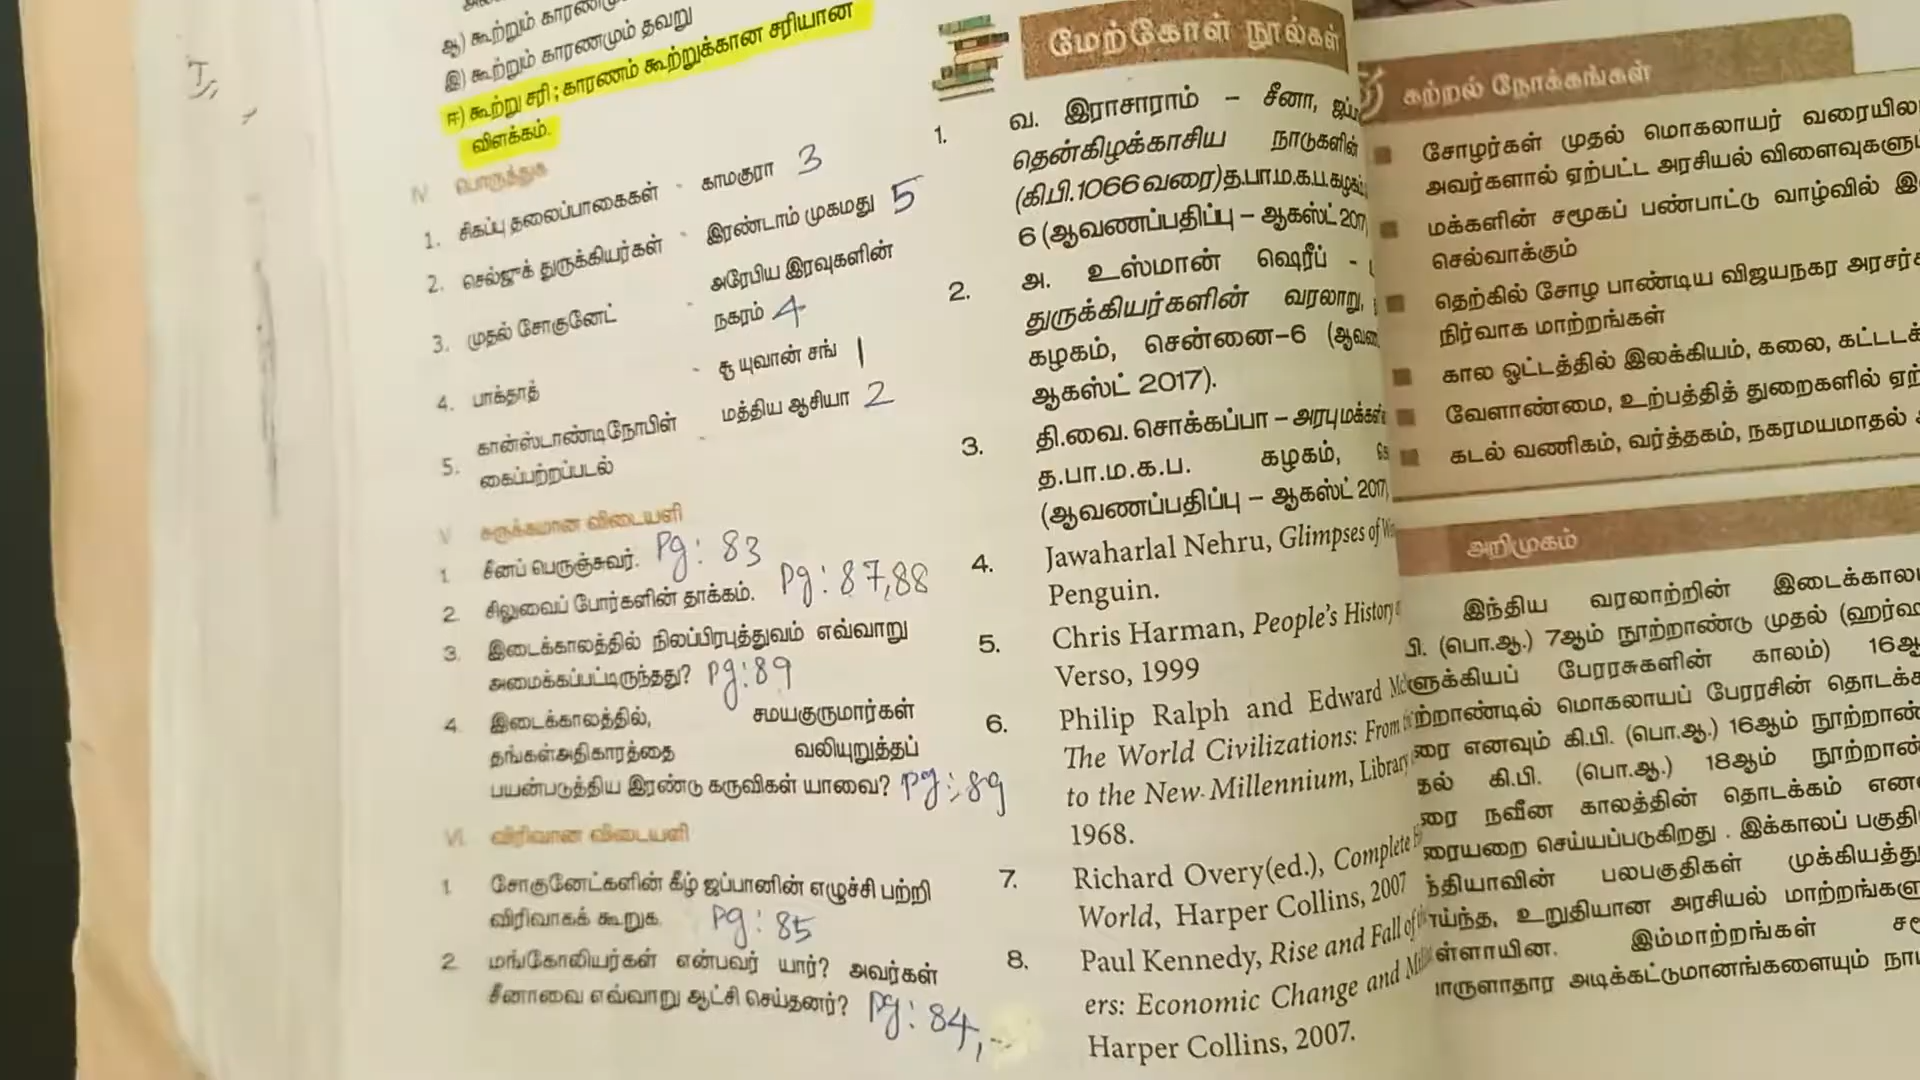 ஆ) கூற்றும்
இ) கூற்றும் காரணமும் தவறு
ஈ) கூற்று சரி ; காரணம் கூற்றுக்கான சரியான
விளக்கம்.
IV பொருத்துக
1. சிகப்பு தலைப்பாகைகள் - காமகுரா 3
2. செல்ஜுக் துருக்கியர்கள் - இரண்டாம் முகமது 5
3. முதல் சோகுனேட் - அரேபிய இரவுகளின்
நகரம் 4
4. பாக்தாத் - சூ யுவான் சங் 1
5. கான்ஸ்டாண்டிநோபிள் - மத்திய ஆசியா 2
கைப்பற்றப்படல்
V சுருக்கமான விடையளி
1 சீனப் பெருஞ்சுவர். Pg: 83
2. சிலுவைப் போர்களின் தாக்கம். Pg: 87,88
3. இடைக்காலத்தில் நிலப்பிரபுத்துவம் எவ்வாறு
அமைக்கப்பட்டிருந்தது? Pg: 89
4. இடைக்காலத்தில், சமயகுருமார்கள்
தங்கள்அதிகாரத்தை வலியுறுத்தப்
பயன்படுத்திய இரண்டு கருவிகள் யாவை? Pg: 89
VI. விரிவான விடையளி
1 சோகுனேட்களின் கீழ் ஜப்பானின் எழுச்சி பற்றி
விரிவாகக் கூறுக. Pg: 85
2. மங்கோலியர்கள் என்பவர் யார்? அவர்கள்
சீனாவை எவ்வாறு ஆட்சி செய்தனர்? Pg: 84,
மேற்கோள் நூல்கள்
1. வ. இராசாராம் – சீனா,
தென்கிழக்காசிய நாடுகளின்
(கி.பி.1066 வரை)த.பா.ம.க.ப.கழகம்
6 (ஆவணப்பதிப்பு – ஆகஸ்ட் 2017
2. அ. உஸ்மான் ஷெரீப் –
துருக்கியர்களின் வரலாறு,
கழகம், சென்னை–6
ஆகஸ்ட் 2017).
3. தி.வை. சொக்கப்பா – அரபு
த.பா.ம.க.ப. கழகம்,
(ஆவணப்பதிப்பு – ஆகஸ்ட் 2017
4. Jawaharlal Nehru, Glimpses of
Penguin.
5. Chris Harman, People's History
Verso, 1999
6. Philip Ralph and Edward
The World Civilizations: From
to the New Millennium, Library
1968.
7. Richard Overy(ed.), Complete
World, Harper Collins, 2007
8. Paul Kennedy, Rise and Fall of
ers: Economic Change and
Harper Collins, 2007.
கற்றல் நோக்கங்கள்
■ சோழர்கள் முதல் மொகலாயர்
அவர்களால் ஏற்பட்ட அரசியல்
■ மக்களின் சமூகப் பண்பாட்டு வாழ்வில்
செல்வாக்கும்
■ தெற்கில் சோழ பாண்டிய விஜயநகர
நிர்வாக மாற்றங்கள்
■ கால ஓட்டத்தில் இலக்கியம், கலை,
■ வேளாண்மை, உற்பத்தித் துறைகளில்
■ கடல் வணிகம், வர்த்தகம், நகரமயமாதல்
அறிமுகம்
இந்திய வரலாற்றின்
(பொ.ஆ.) 7ஆம் நூற்றாண்டு முதல்
பேரரசுகளின் காலம்)
மொகலாயப் பேரரசின்
எனவும் கி.பி. (பொ.ஆ.) 16ஆம்
கி.பி. (பொ.ஆ.) 18ஆம்
நவீன காலத்தின் தொடக்கம்
செய்யப்படுகிறது . இக்காலப்
பலபகுதிகள்
உறுதியான அரசியல்
இம்மாற்றங்கள்
அடிக்கட்டுமானங்களையும்